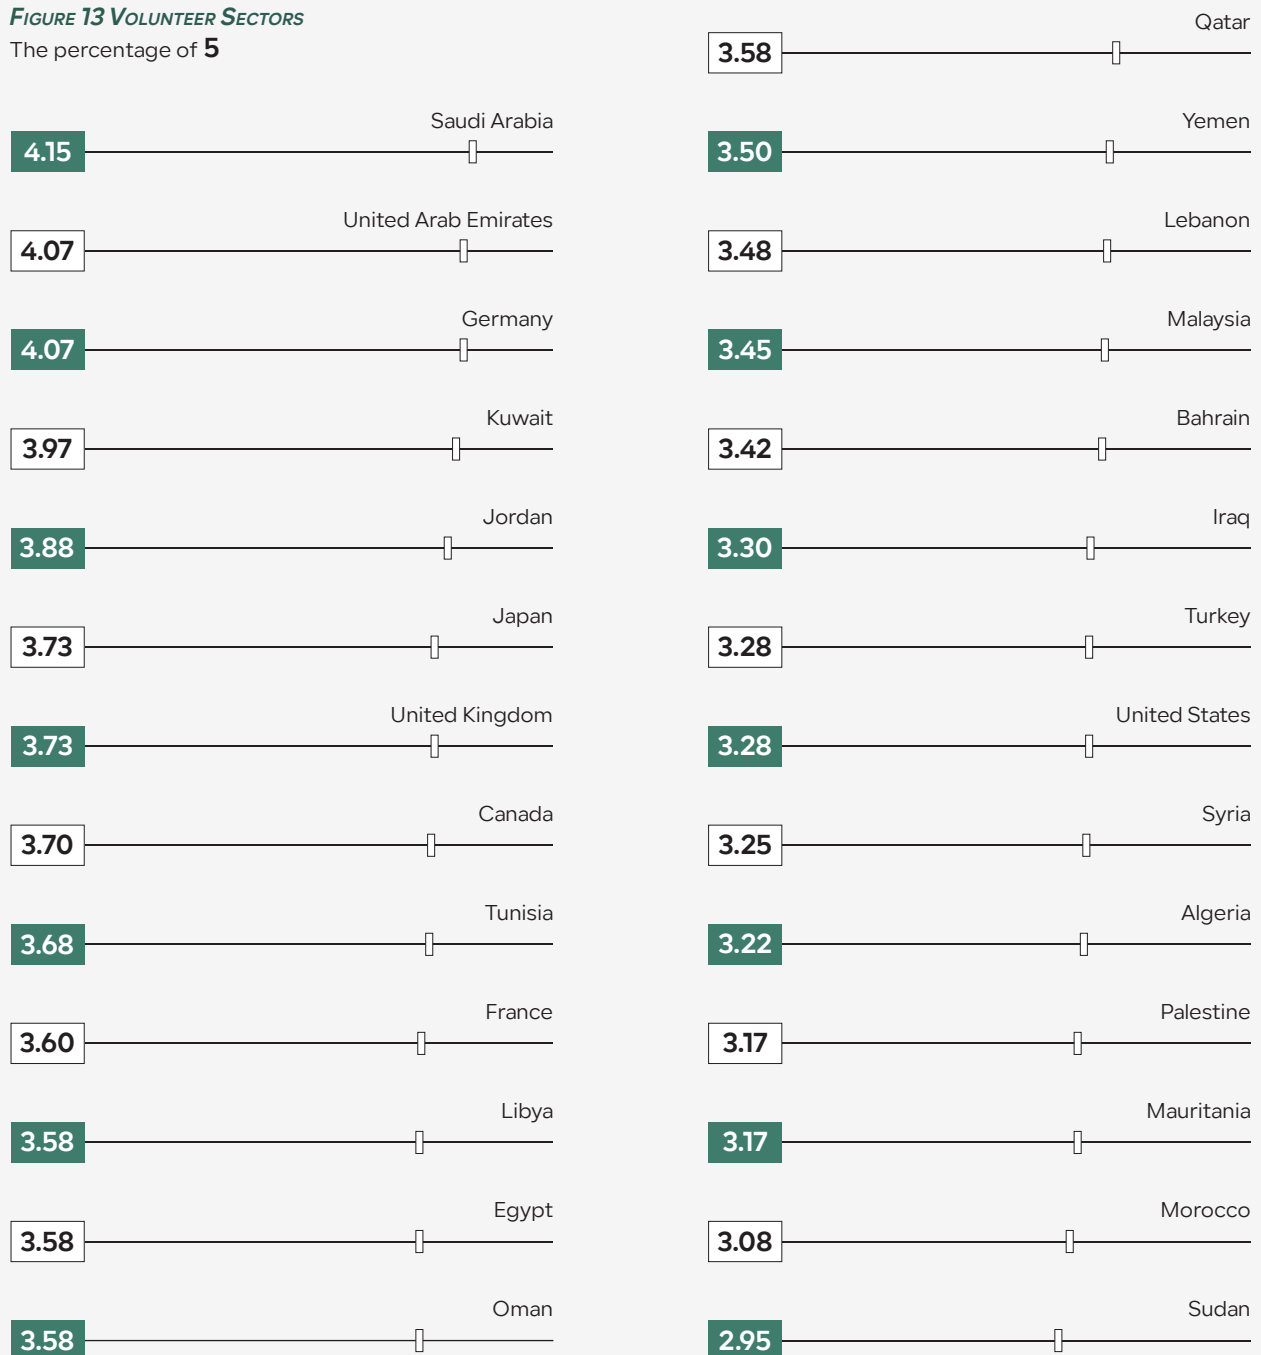 FIGURE 13 VOLUNTEER SECTORS
The percentage of 5
Saudi Arabia
4.15
United Arab Emirates
4.07
Germany
4.07
Kuwait
3.97
Jordan
3.88
Japan
3.73
United Kingdom
3.73
Canada
3.70
Tunisia
3.68
France
3.60
Libya
3.58
Egypt
3.58
Oman
3.58
Qatar
3.58
Yemen
3.50
Lebanon
3.48
Malaysia
3.45
Bahrain
3.42
Iraq
3.30
Turkey
3.28
United States
3.28
Syria
3.25
Algeria
3.22
Palestine
3.17
Mauritania
3.17
Morocco
3.08
Sudan
2.95